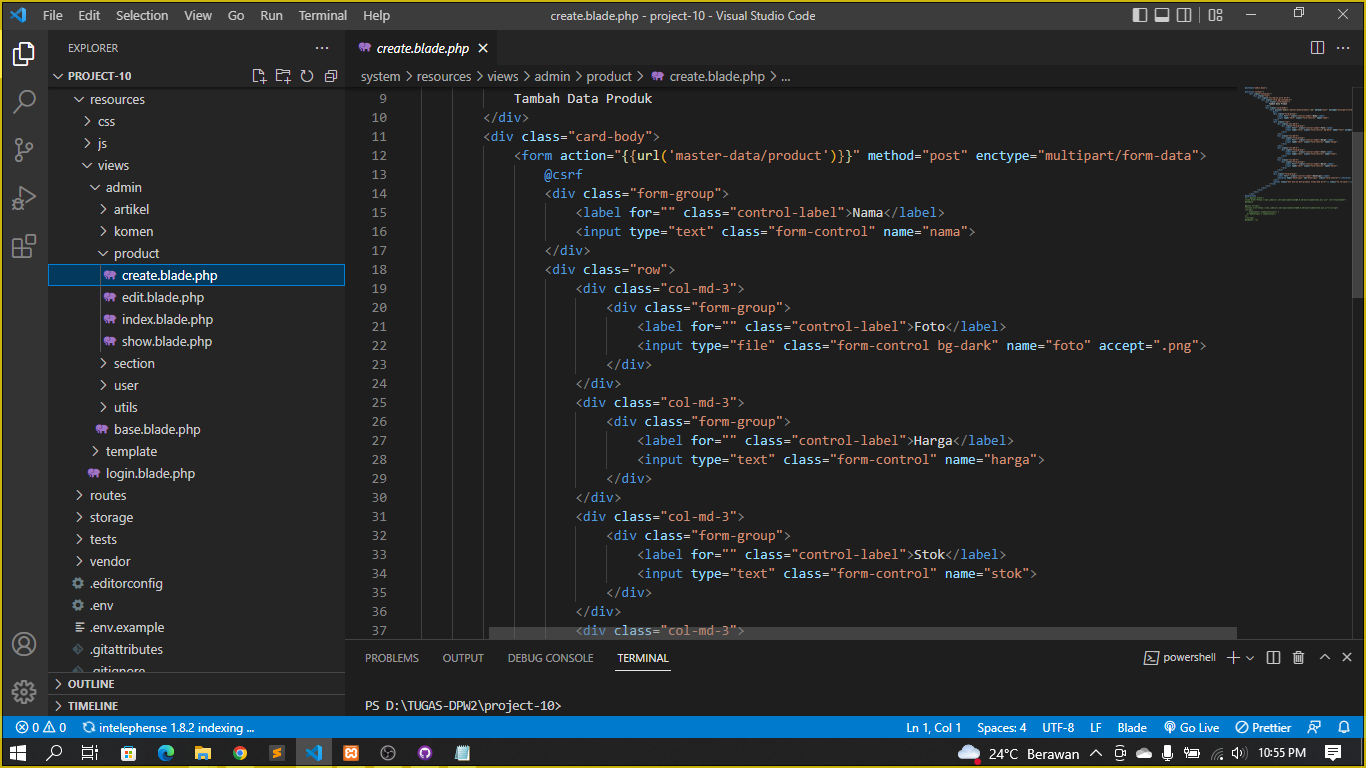 File Edit Selection View Go Run Terminal Help create.blade.php - project-10 - Visual Studio Code
EXPLORER
PROJECT-10
resources
css
js
views
admin
artikel
komen
product
create.blade.php
edit.blade.php
index.blade.php
show.blade.php
section
user
utils
base.blade.php
template
login.blade.php
routes
storage
tests
vendor
.editorconfig
.env
.env.example
.gitattributes
.gitignore
OUTLINE
TIMELINE
create.blade.php
system > resources > views > admin > product > create.blade.php > ...
9 Tambah Data Produk
10 </div>
11 <div class="card-body">
12 <form action="{{url('master-data/product')}}" method="post" enctype="multipart/form-data">
13 @csrf
14 <div class="form-group">
15 <label for="" class="control-label">Nama</label>
16 <input type="text" class="form-control" name="nama">
17 </div>
18 <div class="row">
19 <div class="col-md-3">
20 <div class="form-group">
21 <label for="" class="control-label">Foto</label>
22 <input type="file" class="form-control bg-dark" name="foto" accept=".png">
23 </div>
24 </div>
25 <div class="col-md-3">
26 <div class="form-group">
27 <label for="" class="control-label">Harga</label>
28 <input type="text" class="form-control" name="harga">
29 </div>
30 </div>
31 <div class="col-md-3">
32 <div class="form-group">
33 <label for="" class="control-label">Stok</label>
34 <input type="text" class="form-control" name="stok">
35 </div>
36 </div>
37 <div class="col-md-3">
PROBLEMS OUTPUT DEBUG CONSOLE TERMINAL powershell
PS D:\TUGAS-DPW2\project-10>
0 0 intelephense 1.8.2 indexing ... Ln 1, Col 1 Spaces: 4 UTF-8 LF Blade Go Live Prettier
24°C Berawan 10:55 PM